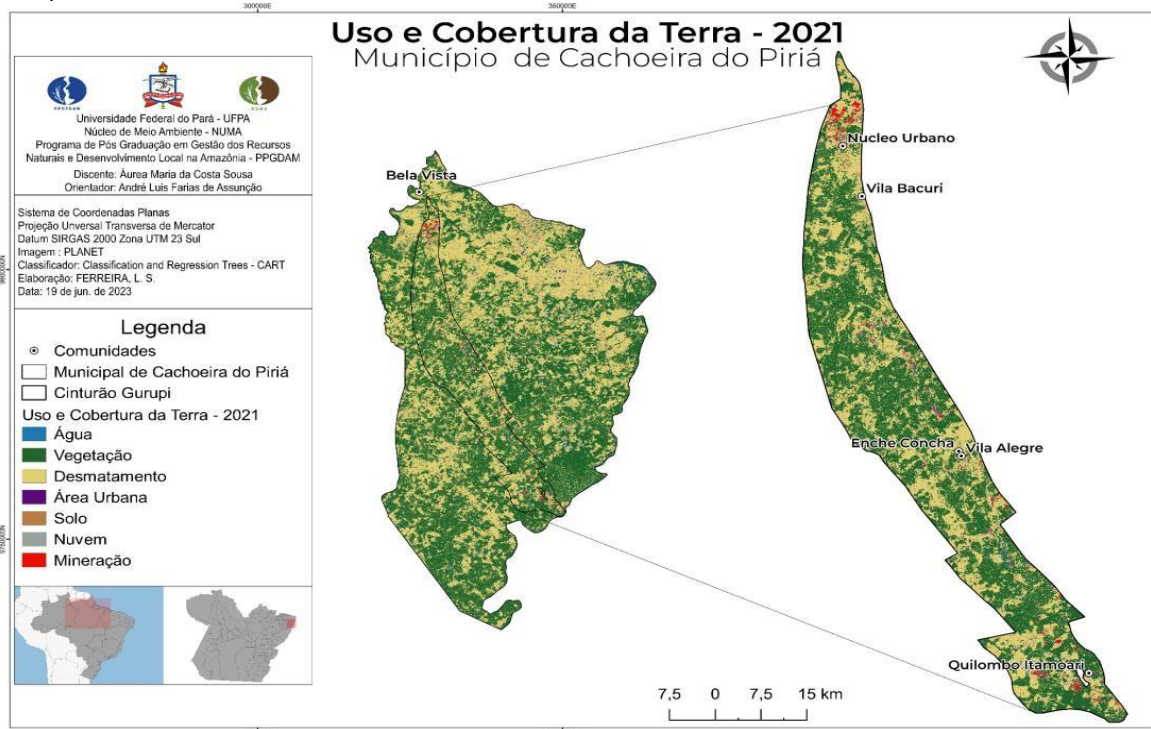 300000E
350000E
Uso e Cobertura da Terra - 2021
Município de Cachoeira do Piriá
PPGEDAM
NUMA
Universidade Federal do Pará - UFPA
Núcleo de Meio Ambiente - NUMA
Programa de Pós Graduação em Gestão dos Recursos
Naturais e Desenvolvimento Local na Amazônia - PPGDAM
Discente: Áurea Maria da Costa Sousa
Orientador: André Luis Farias de Assunção
Sistema de Coordenadas Planas
Projeção Unversal Transversa de Mercator
Datum SIRGAS 2000 Zona UTM 23 Sul
Imagem : PLANET
Classificador: Classification and Regression Trees - CART
Elaboração: FERREIRA, L. S.
Data: 19 de jun. de 2023
Legenda
Comunidades
Municipal de Cachoeira do Piriá
Cinturão Gurupi
Uso e Cobertura da Terra - 2021
Água
Vegetação
Desmatamento
Área Urbana
Solo
Nuvem
Mineração
Bela Vista
Nucleo Urbano
Vila Bacuri
Enche Concha
Vila Alegre
Quilombo Itamoari
7,5 0 7,5 15 km
9750000N